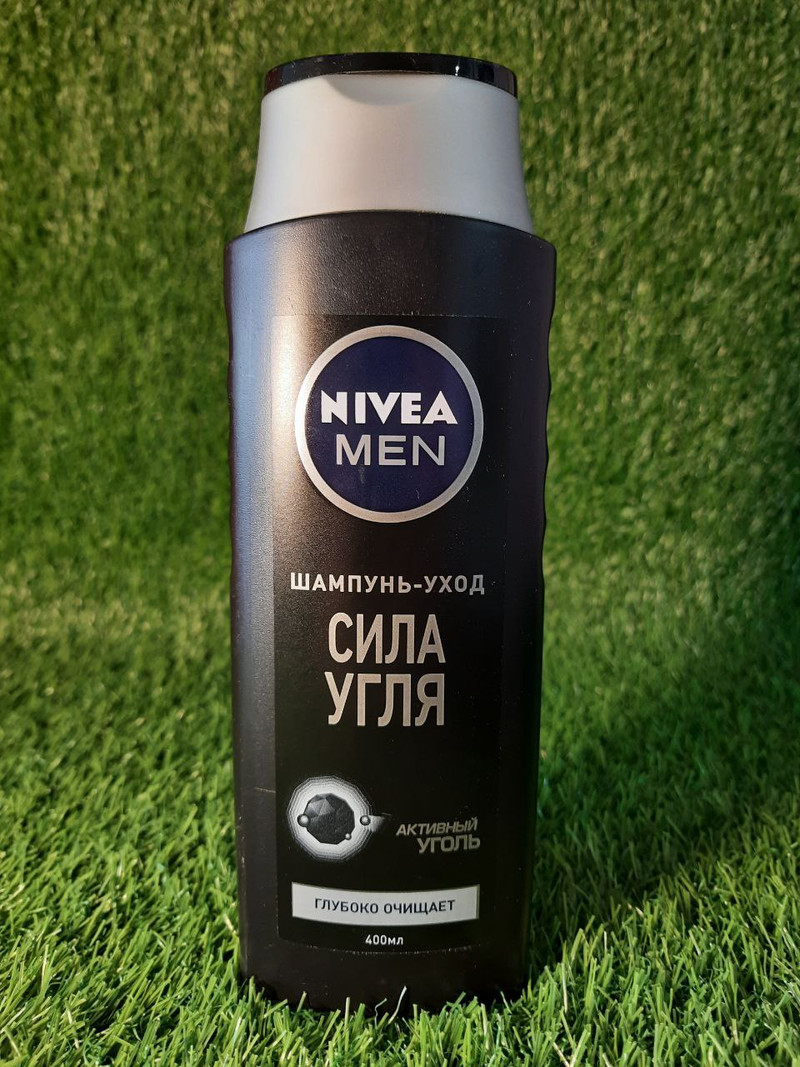 NIVEA
MEN
ШАМПУНЬ-УХОД
СИЛА
УГЛЯ
АКТИВНЫЙ
УГОЛЬ
ГЛУБОКО ОЧИЩАЕТ
400мл